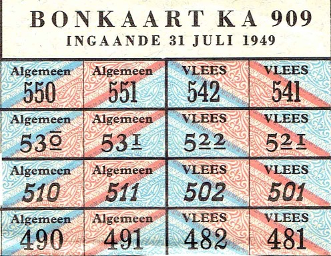 BONKAART KA 909
INGAANDE 31 JULI 1949
Algemeen Algemeen VLEES VLEES
550 551 542 541
Algemeen Algemeen VLEES VLEES
530 531 522 521
Algemeen Algemeen VLEES VLEES
510 511 502 501
Algemeen Algemeen VLEES VLEES
490 491 482 481